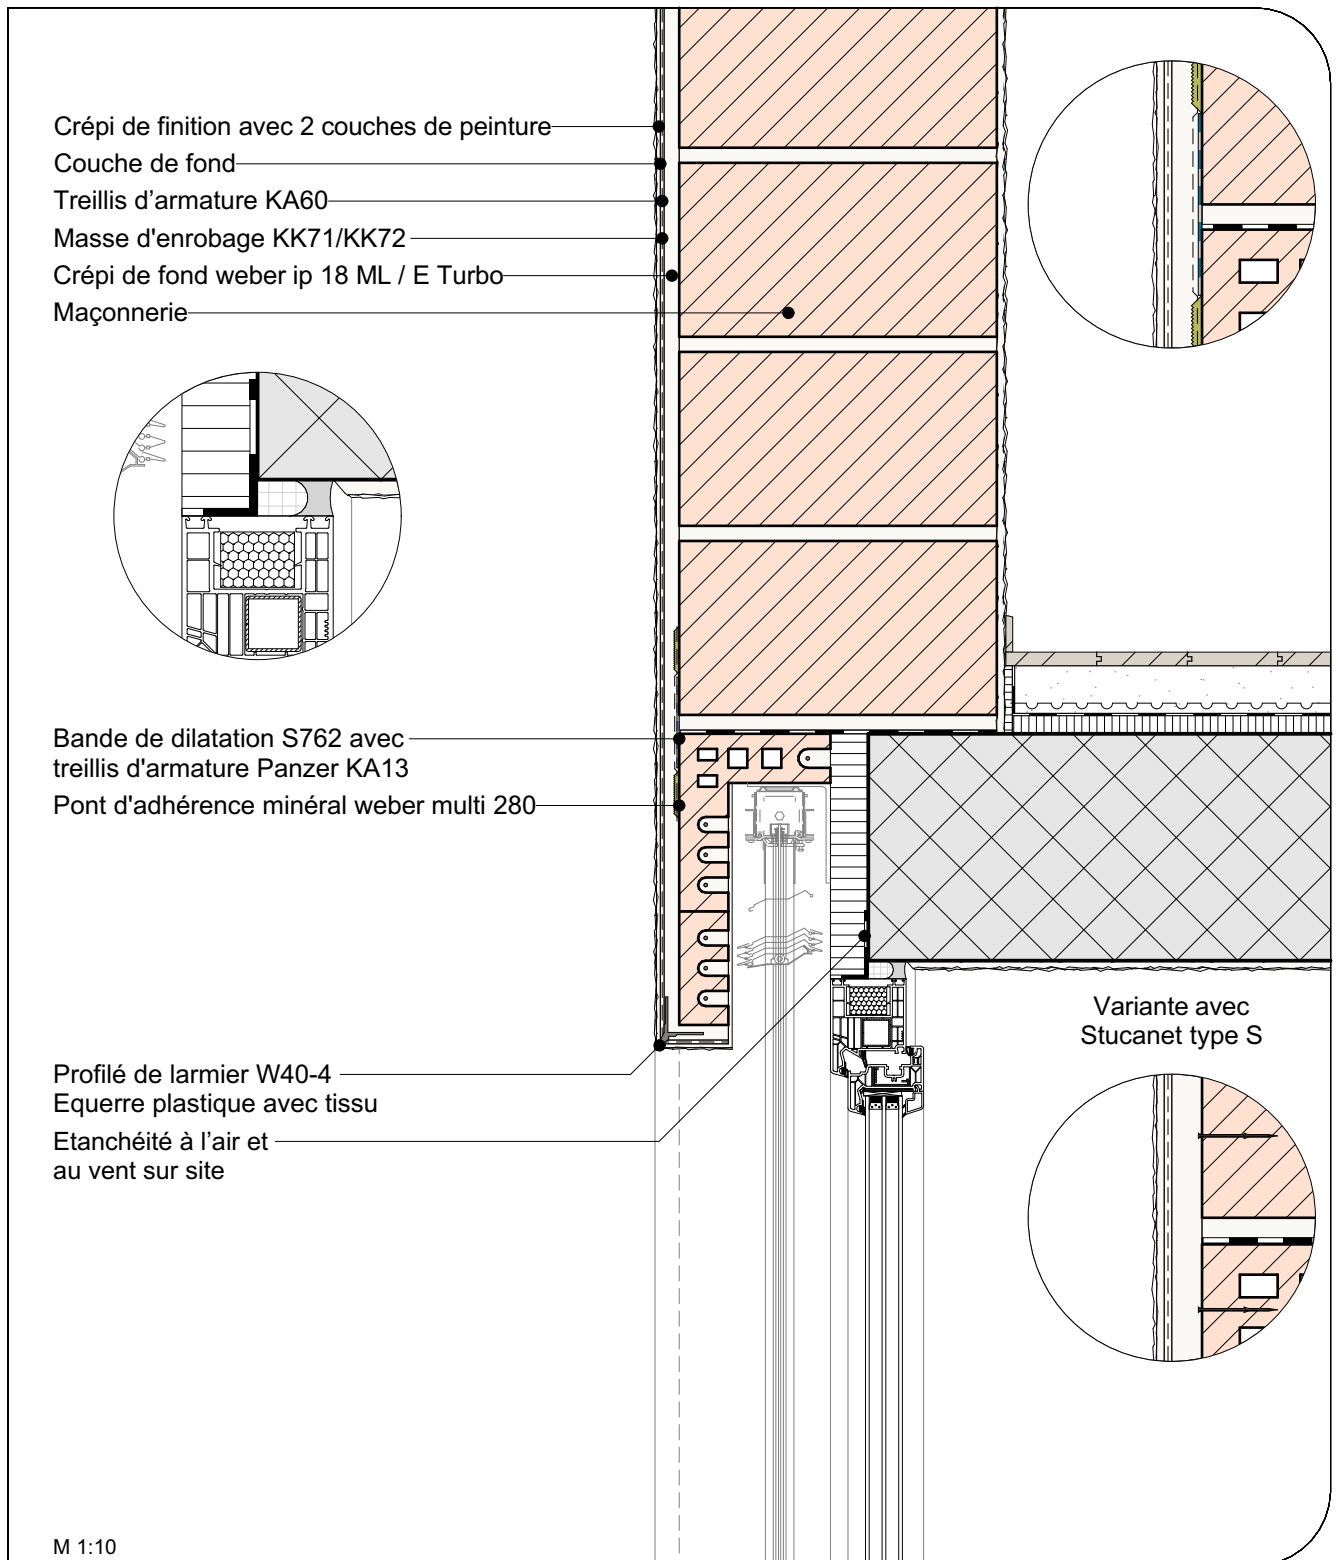 Crépi de finition avec 2 couches de peinture
Couche de fond
Treillis d’armature KA60
Masse d'enrobage KK71/KK72
Crépi de fond weber ip 18 ML / E Turbo
Maçonnerie
Bande de dilatation S762 avec
treillis d'armature Panzer KA13
Pont d'adhérence minéral weber multi 280
Variante avec
Stucanet type S
Profilé de larmier W40-4
Equerre plastique avec tissu
Etanchéité à l’air et
au vent sur site
M 1:10